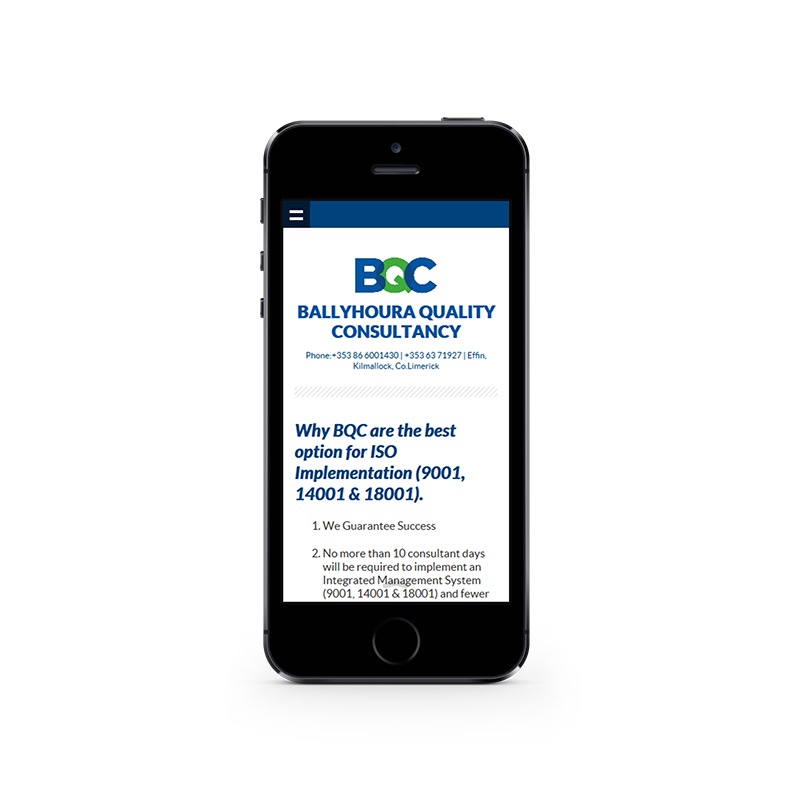 BQC
BALLYHOURA QUALITY
CONSULTANCY
Phone:+353 86 6001430 | +353 63 71927 | Effin,
Kilmallock, Co.Limerick
Why BQC are the best
option for ISO
Implementation (9001,
14001 & 18001).
1. We Guarantee Success
2. No more than 10 consultant days
will be required to implement an
Integrated Management System
(9001, 14001 & 18001) and fewer